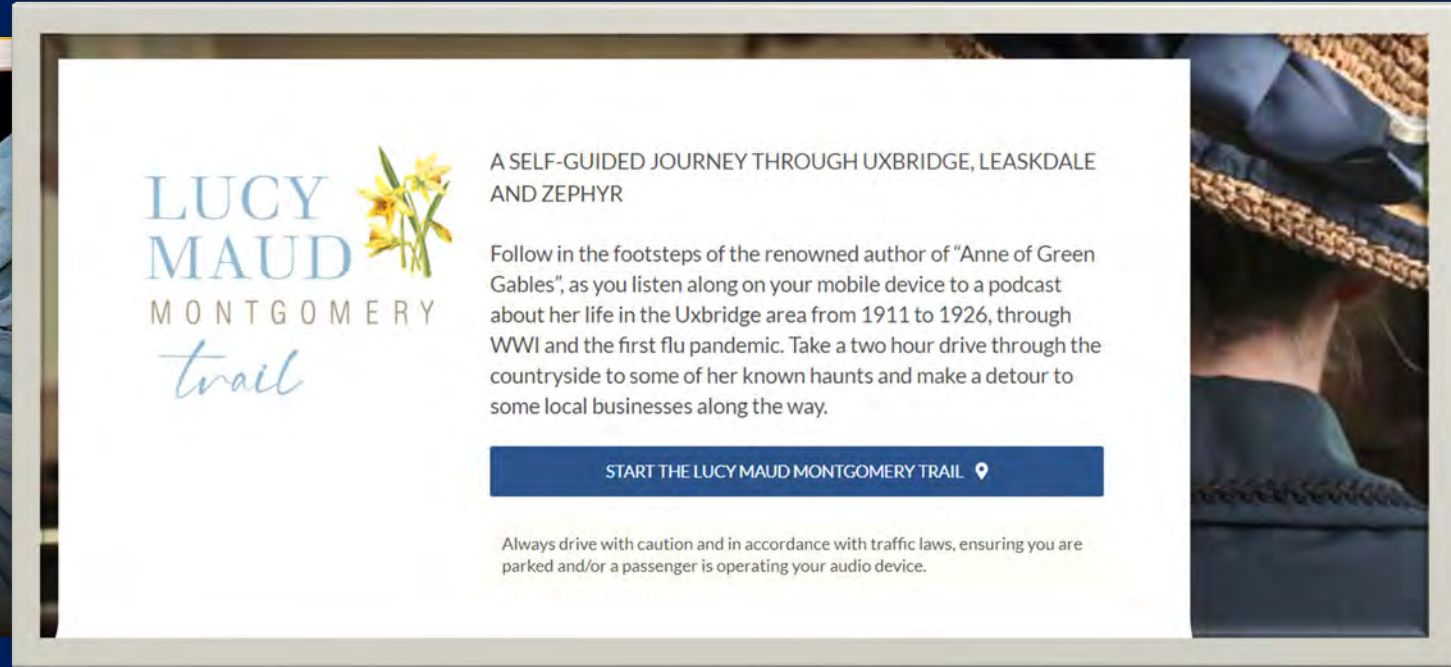 LUCY
MAUD
MONTGOMERY
trail
A SELF-GUIDED JOURNEY THROUGH UXBRIDGE, LEASKDALE
AND ZEPHYR
Follow in the footsteps of the renowned author of “Anne of Green
Gables”, as you listen along on your mobile device to a podcast
about her life in the Uxbridge area from 1911 to 1926, through
WWI and the first flu pandemic. Take a two hour drive through the
countryside to some of her known haunts and make a detour to
some local businesses along the way.
START THE LUCY MAUD MONTGOMERY TRAIL
Always drive with caution and in accordance with traffic laws, ensuring you are
parked and/or a passenger is operating your audio device.